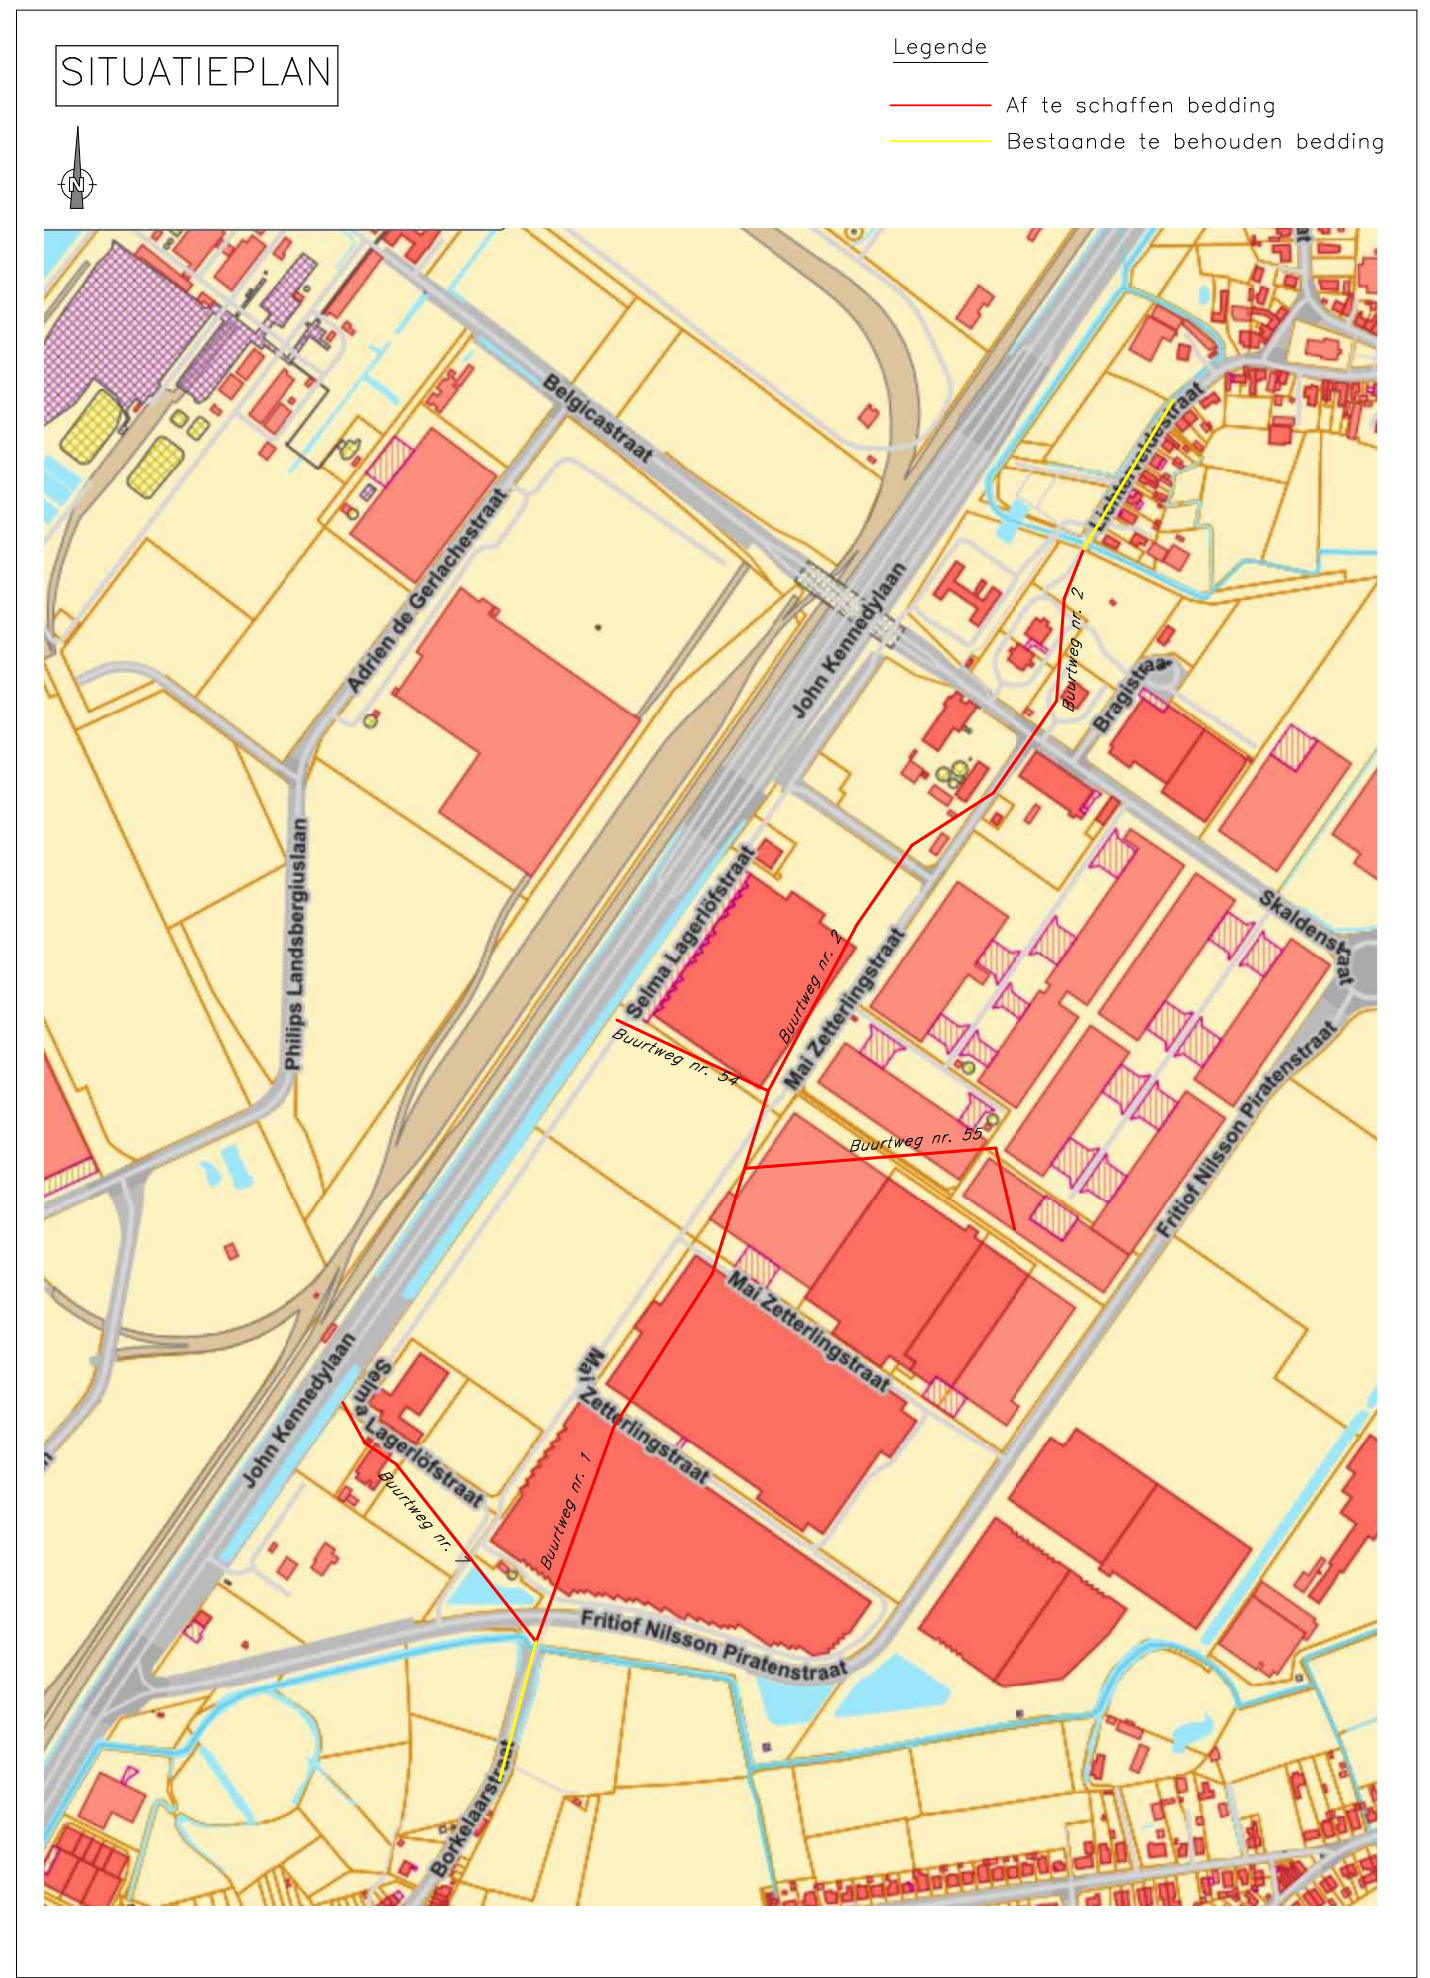 SITUATIEPLAN
Legende
Af te schaffen bedding
Bestaande te behouden bedding
N
Belgicastraat
Lichterveldestraat
Adrien de Gerlachestraat
John Kennedylaan
Buurtweg nr. 2
Bragistraat
Philips Landsbergiuslaan
Selma Lagerlöfstraat
Skaldenstraat
Buurtweg nr. 2
Mai Zetterlingstraat
Buurtweg nr. 54
Buurtweg nr. 55
Fritiof Nilsson Piratenstraat
Mai Zetterlingstraat
John Kennedylaan
Selma Lagerlöfstraat
Mai Zetterlingstraat
Buurtweg nr. 1
Buurtweg nr. 1
Fritiof Nilsson Piratenstraat
Borkelaarstraat